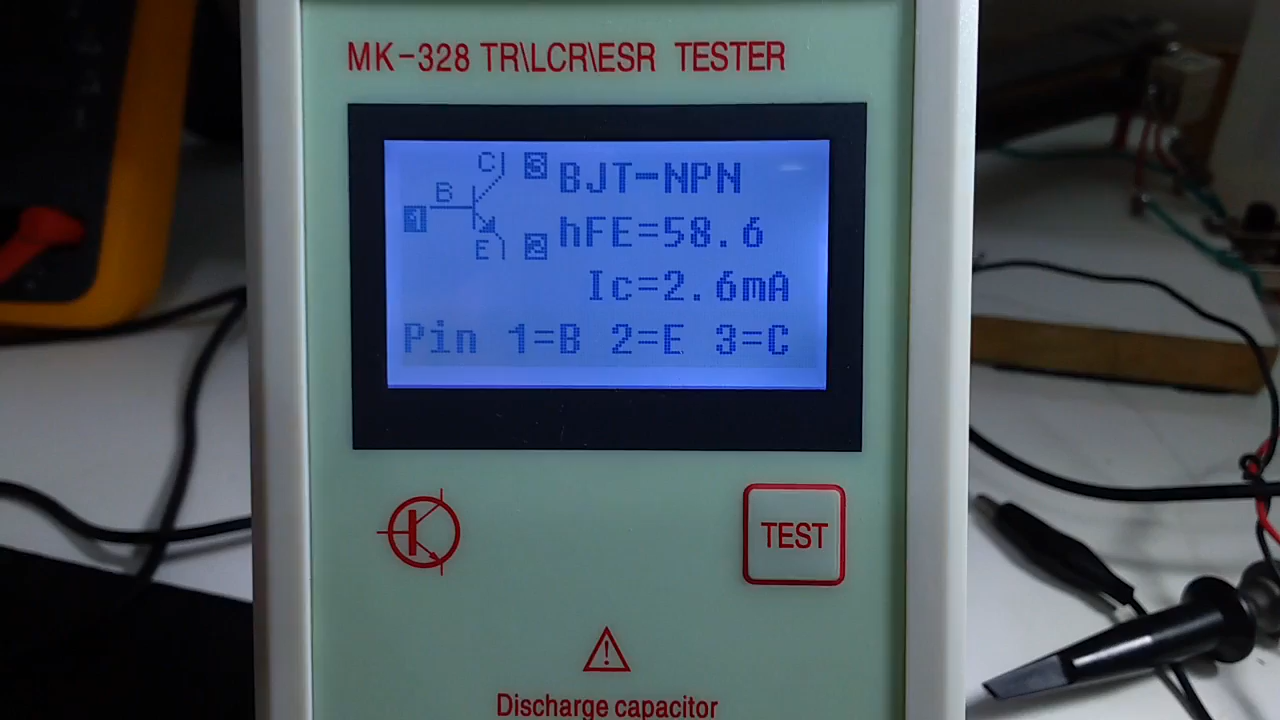 MK-328 TR\LCR\ESR TESTER
C 3 BJT-NPN
B
1 hFE=58.6
E 2
Ic=2.6mA
Pin 1=B 2=E 3=C
TEST
Discharge capacitor